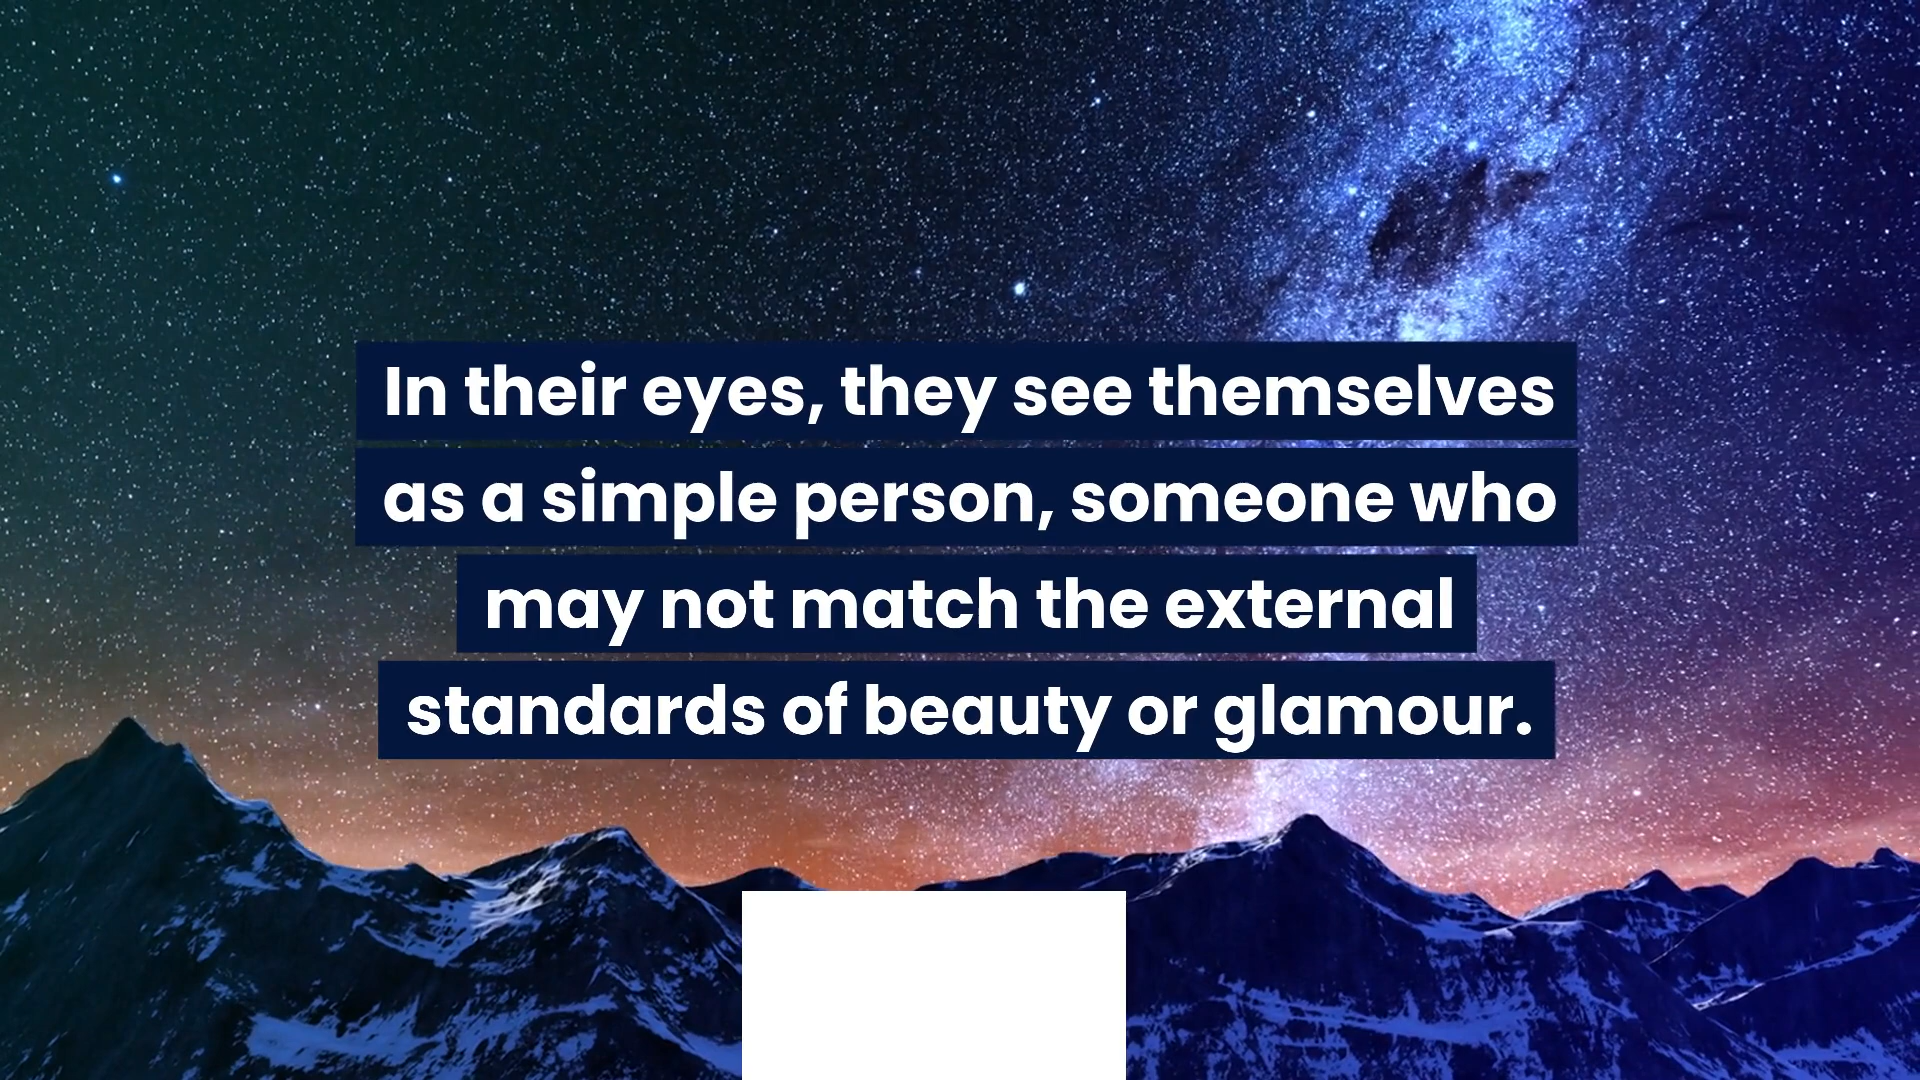 In their eyes, they see themselves
as a simple person, someone who
may not match the external
standards of beauty or glamour.